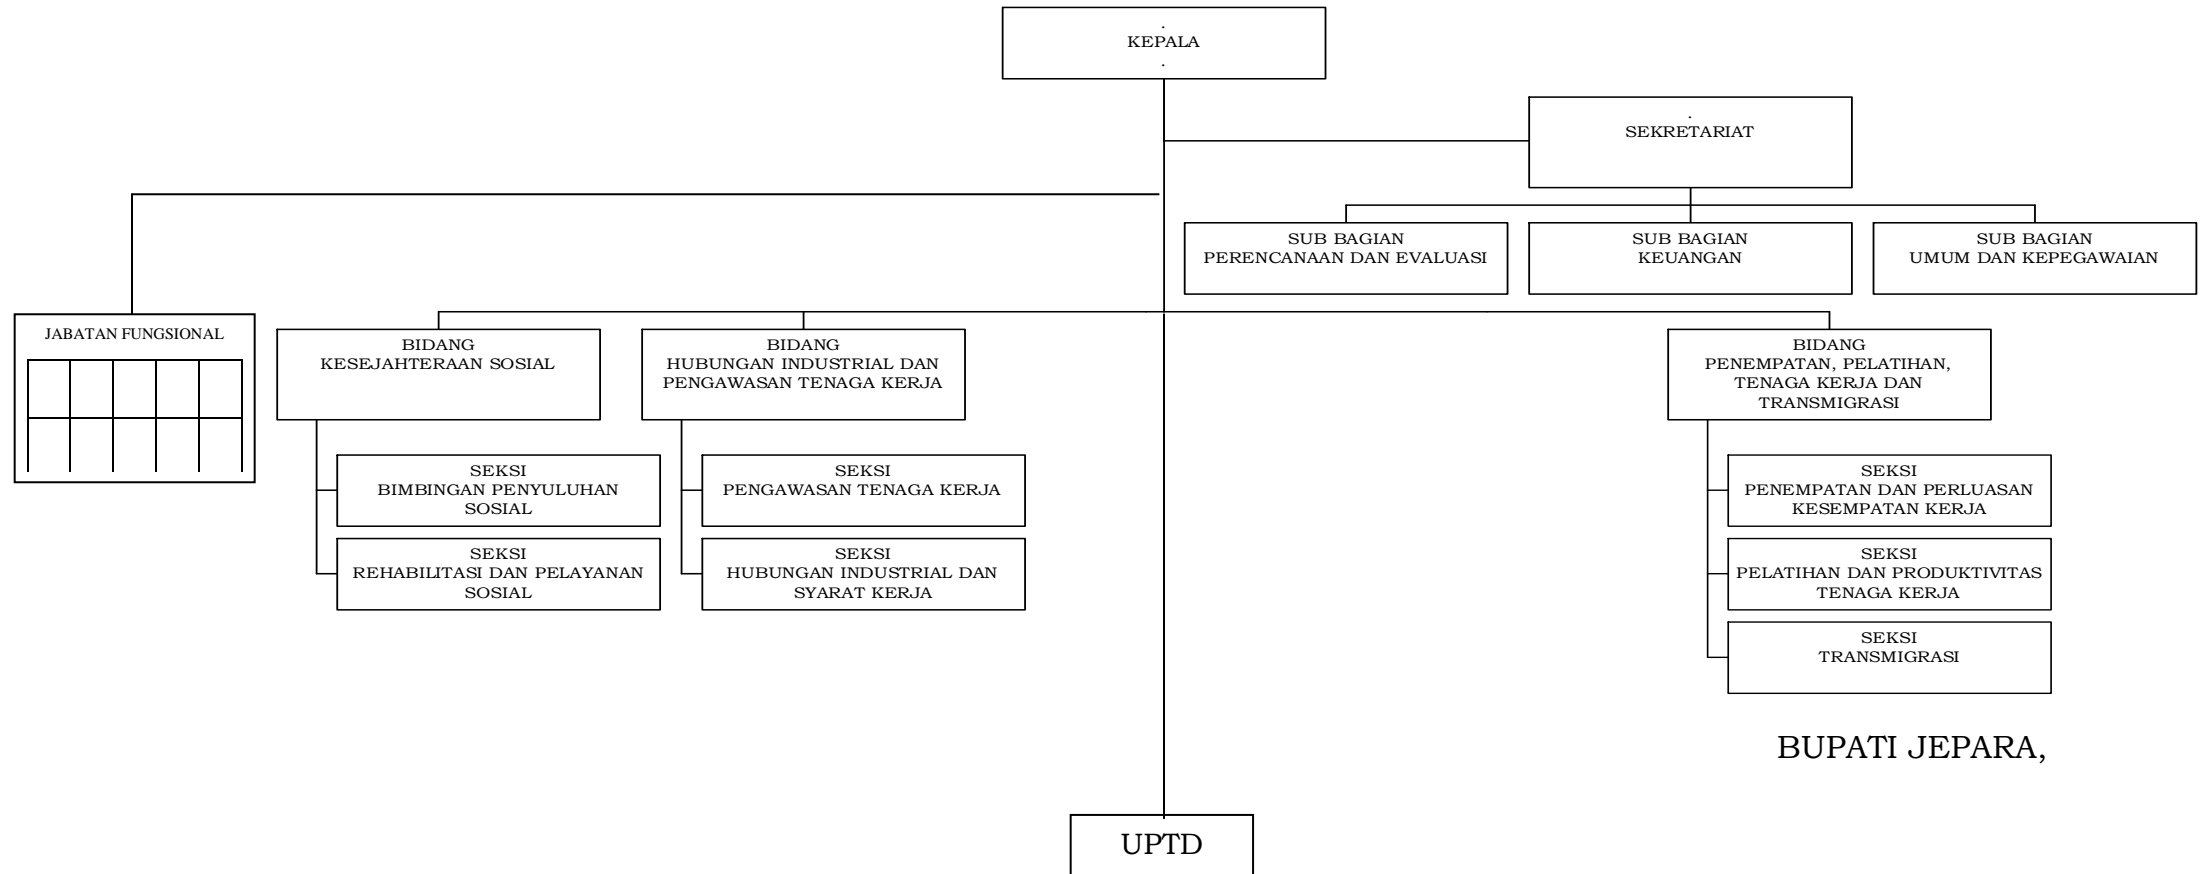 .
KEPALA
.
.
SEKRETARIAT
SUB BAGIAN
PERENCANAAN DAN EVALUASI
SUB BAGIAN
KEUANGAN
SUB BAGIAN
UMUM DAN KEPEGAWAIAN
JABATAN FUNGSIONAL
BIDANG
KESEJAHTERAAN SOSIAL
BIDANG
HUBUNGAN INDUSTRIAL DAN
PENGAWASAN TENAGA KERJA
BIDANG
PENEMPATAN, PELATIHAN,
TENAGA KERJA DAN
TRANSMIGRASI
SEKSI
BIMBINGAN PENYULUHAN
SOSIAL
SEKSI
PENGAWASAN TENAGA KERJA
SEKSI
PENEMPATAN DAN PERLUASAN
KESEMPATAN KERJA
SEKSI
REHABILITASI DAN PELAYANAN
SOSIAL
SEKSI
HUBUNGAN INDUSTRIAL DAN
SYARAT KERJA
SEKSI
PELATIHAN DAN PRODUKTIVITAS
TENAGA KERJA
SEKSI
TRANSMIGRASI
BUPATI JEPARA,
UPTD